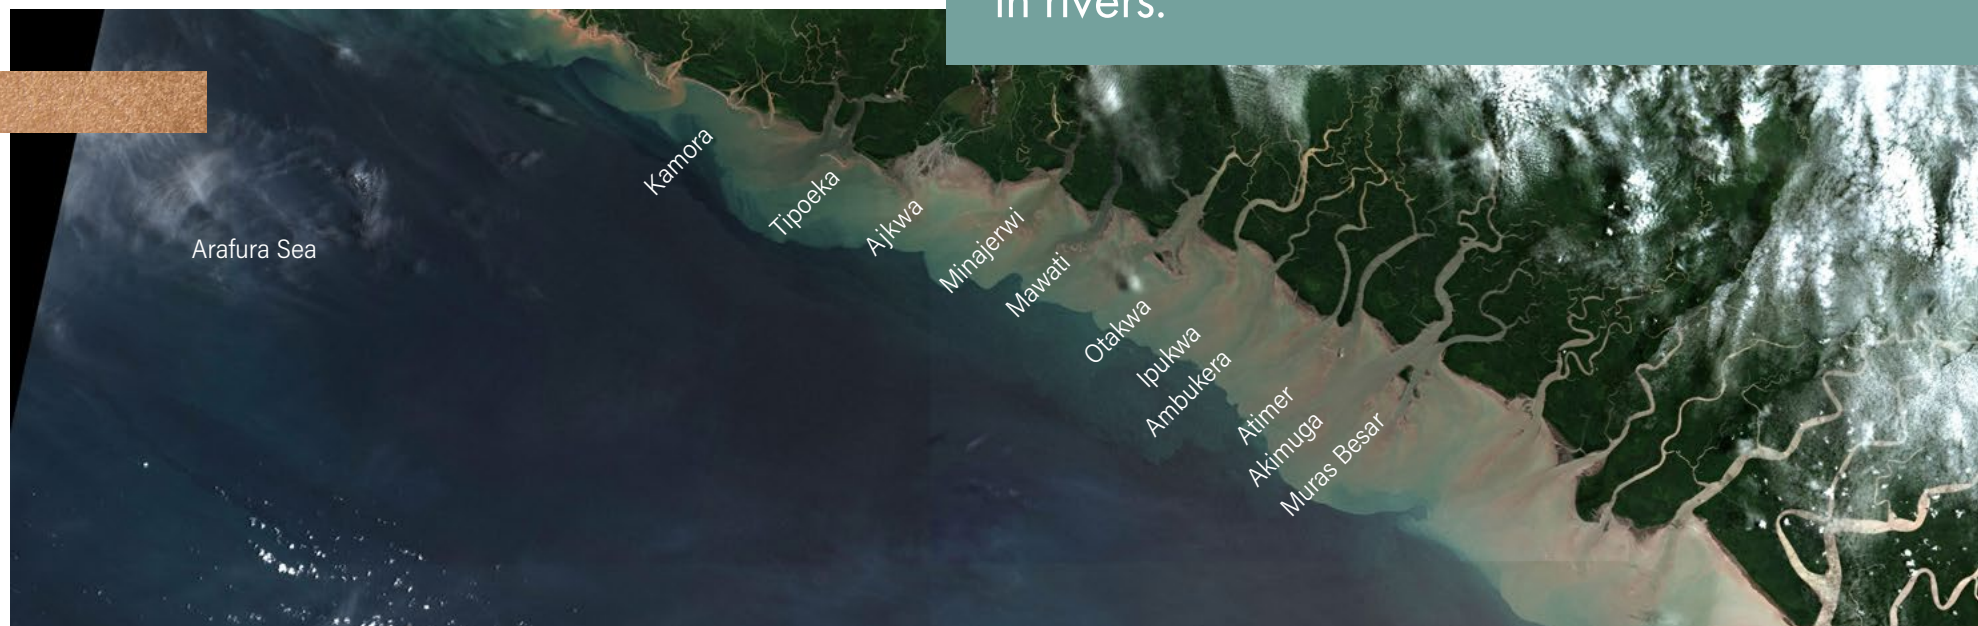 in rivers.
Kamora
Tipoeka
Ajkwa
Arafura Sea
Minajerwi
Mawati
Otakwa
Ipukwa
Ambukera
Atimer
Akimuga
Muras Besar